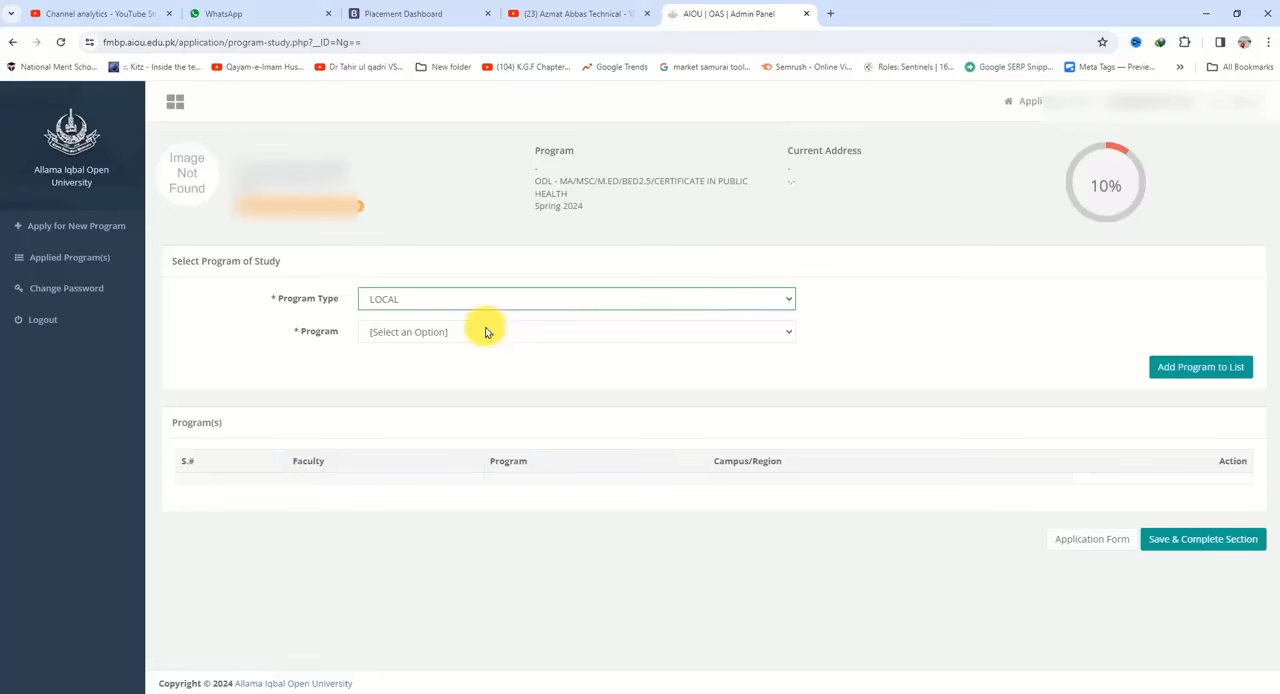 Channel analytics - YouTube St
WhatsApp
Placement Dashboard
(23) Azmat Abbas Technical - 
AIOU | OAS | Admin Panel
fmbp.aiou.edu.pk/application/program-study.php?__ID=Ng==
National Merit Scho...
:. Kitz - Inside the te...
Qayam-e-Imam Hus...
Dr Tahir ul qadri VS...
New folder
(104) K.G.F Chapter...
Google Trends
market samurai tool...
Semrush - Online Vi...
Roles: Sentinels | 16...
Google SERP Snipp...
Meta Tags — Previe...
»
All Bookmarks
Allama Iqbal Open
University
Apply for New Program
Applied Program(s)
Change Password
Logout
Appli
Image
Not
Found
Program
-
ODL - MA/MSC/M.ED/BED2.5/CERTIFICATE IN PUBLIC
HEALTH
Spring 2024
Current Address
-
-,-
10%
Select Program of Study
* Program Type
LOCAL
* Program
[Select an Option]
Add Program to List
Program(s)
S.#
Faculty
Program
Campus/Region
Action
Application Form
Save & Complete Section
Copyright © 2024 Allama Iqbal Open University